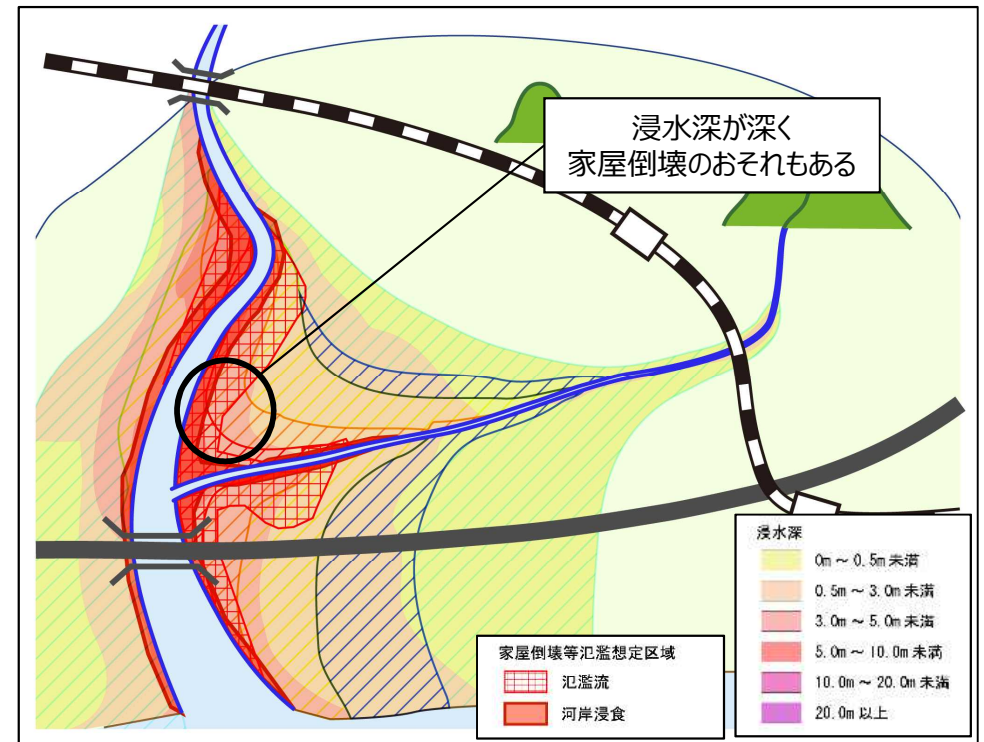 浸水深が深く
家屋倒壊のおそれもある
家屋倒壊等氾濫想定区域
氾濫流
河岸浸食
浸水深
0m ~ 0.5m 未満
0.5m ~ 3.0m 未満
3.0m ~ 5.0m 未満
5.0m ~ 10.0m 未満
10.0m ~ 20.0m 未満
20.0m 以上